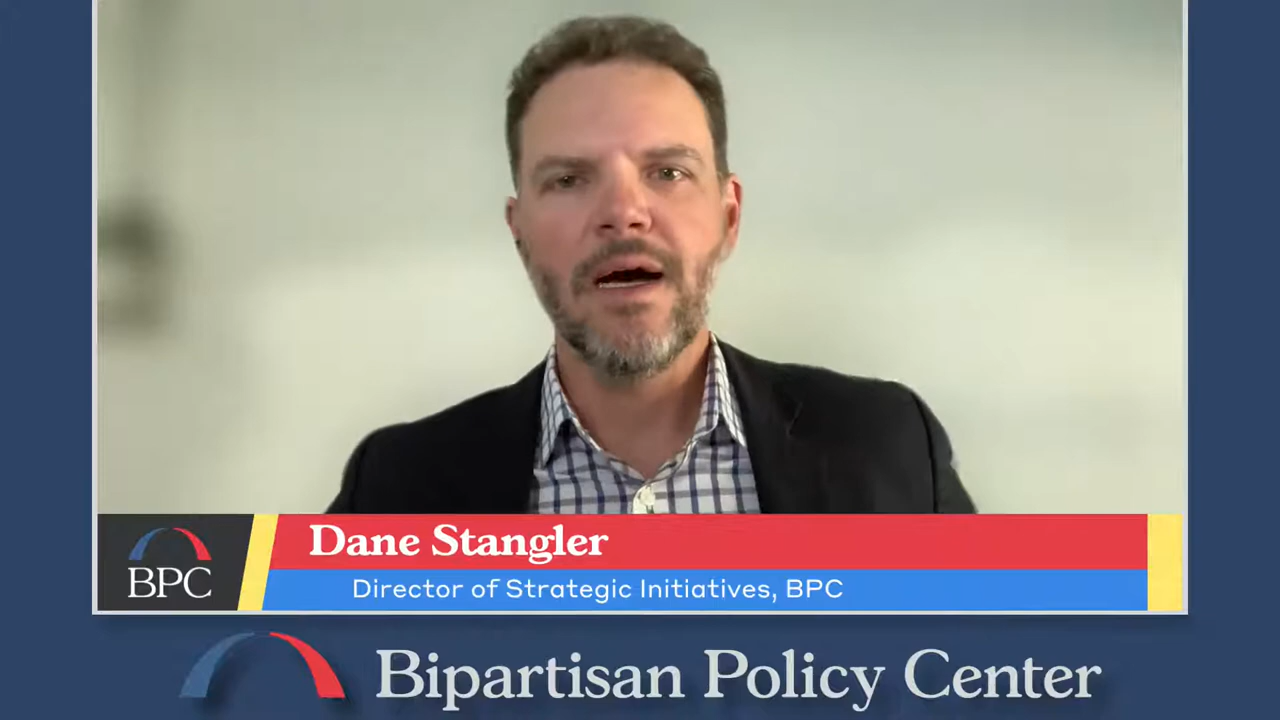 Dane Stangler
BPC
Director of Strategic Initiatives, BPC
Bipartisan Policy Center